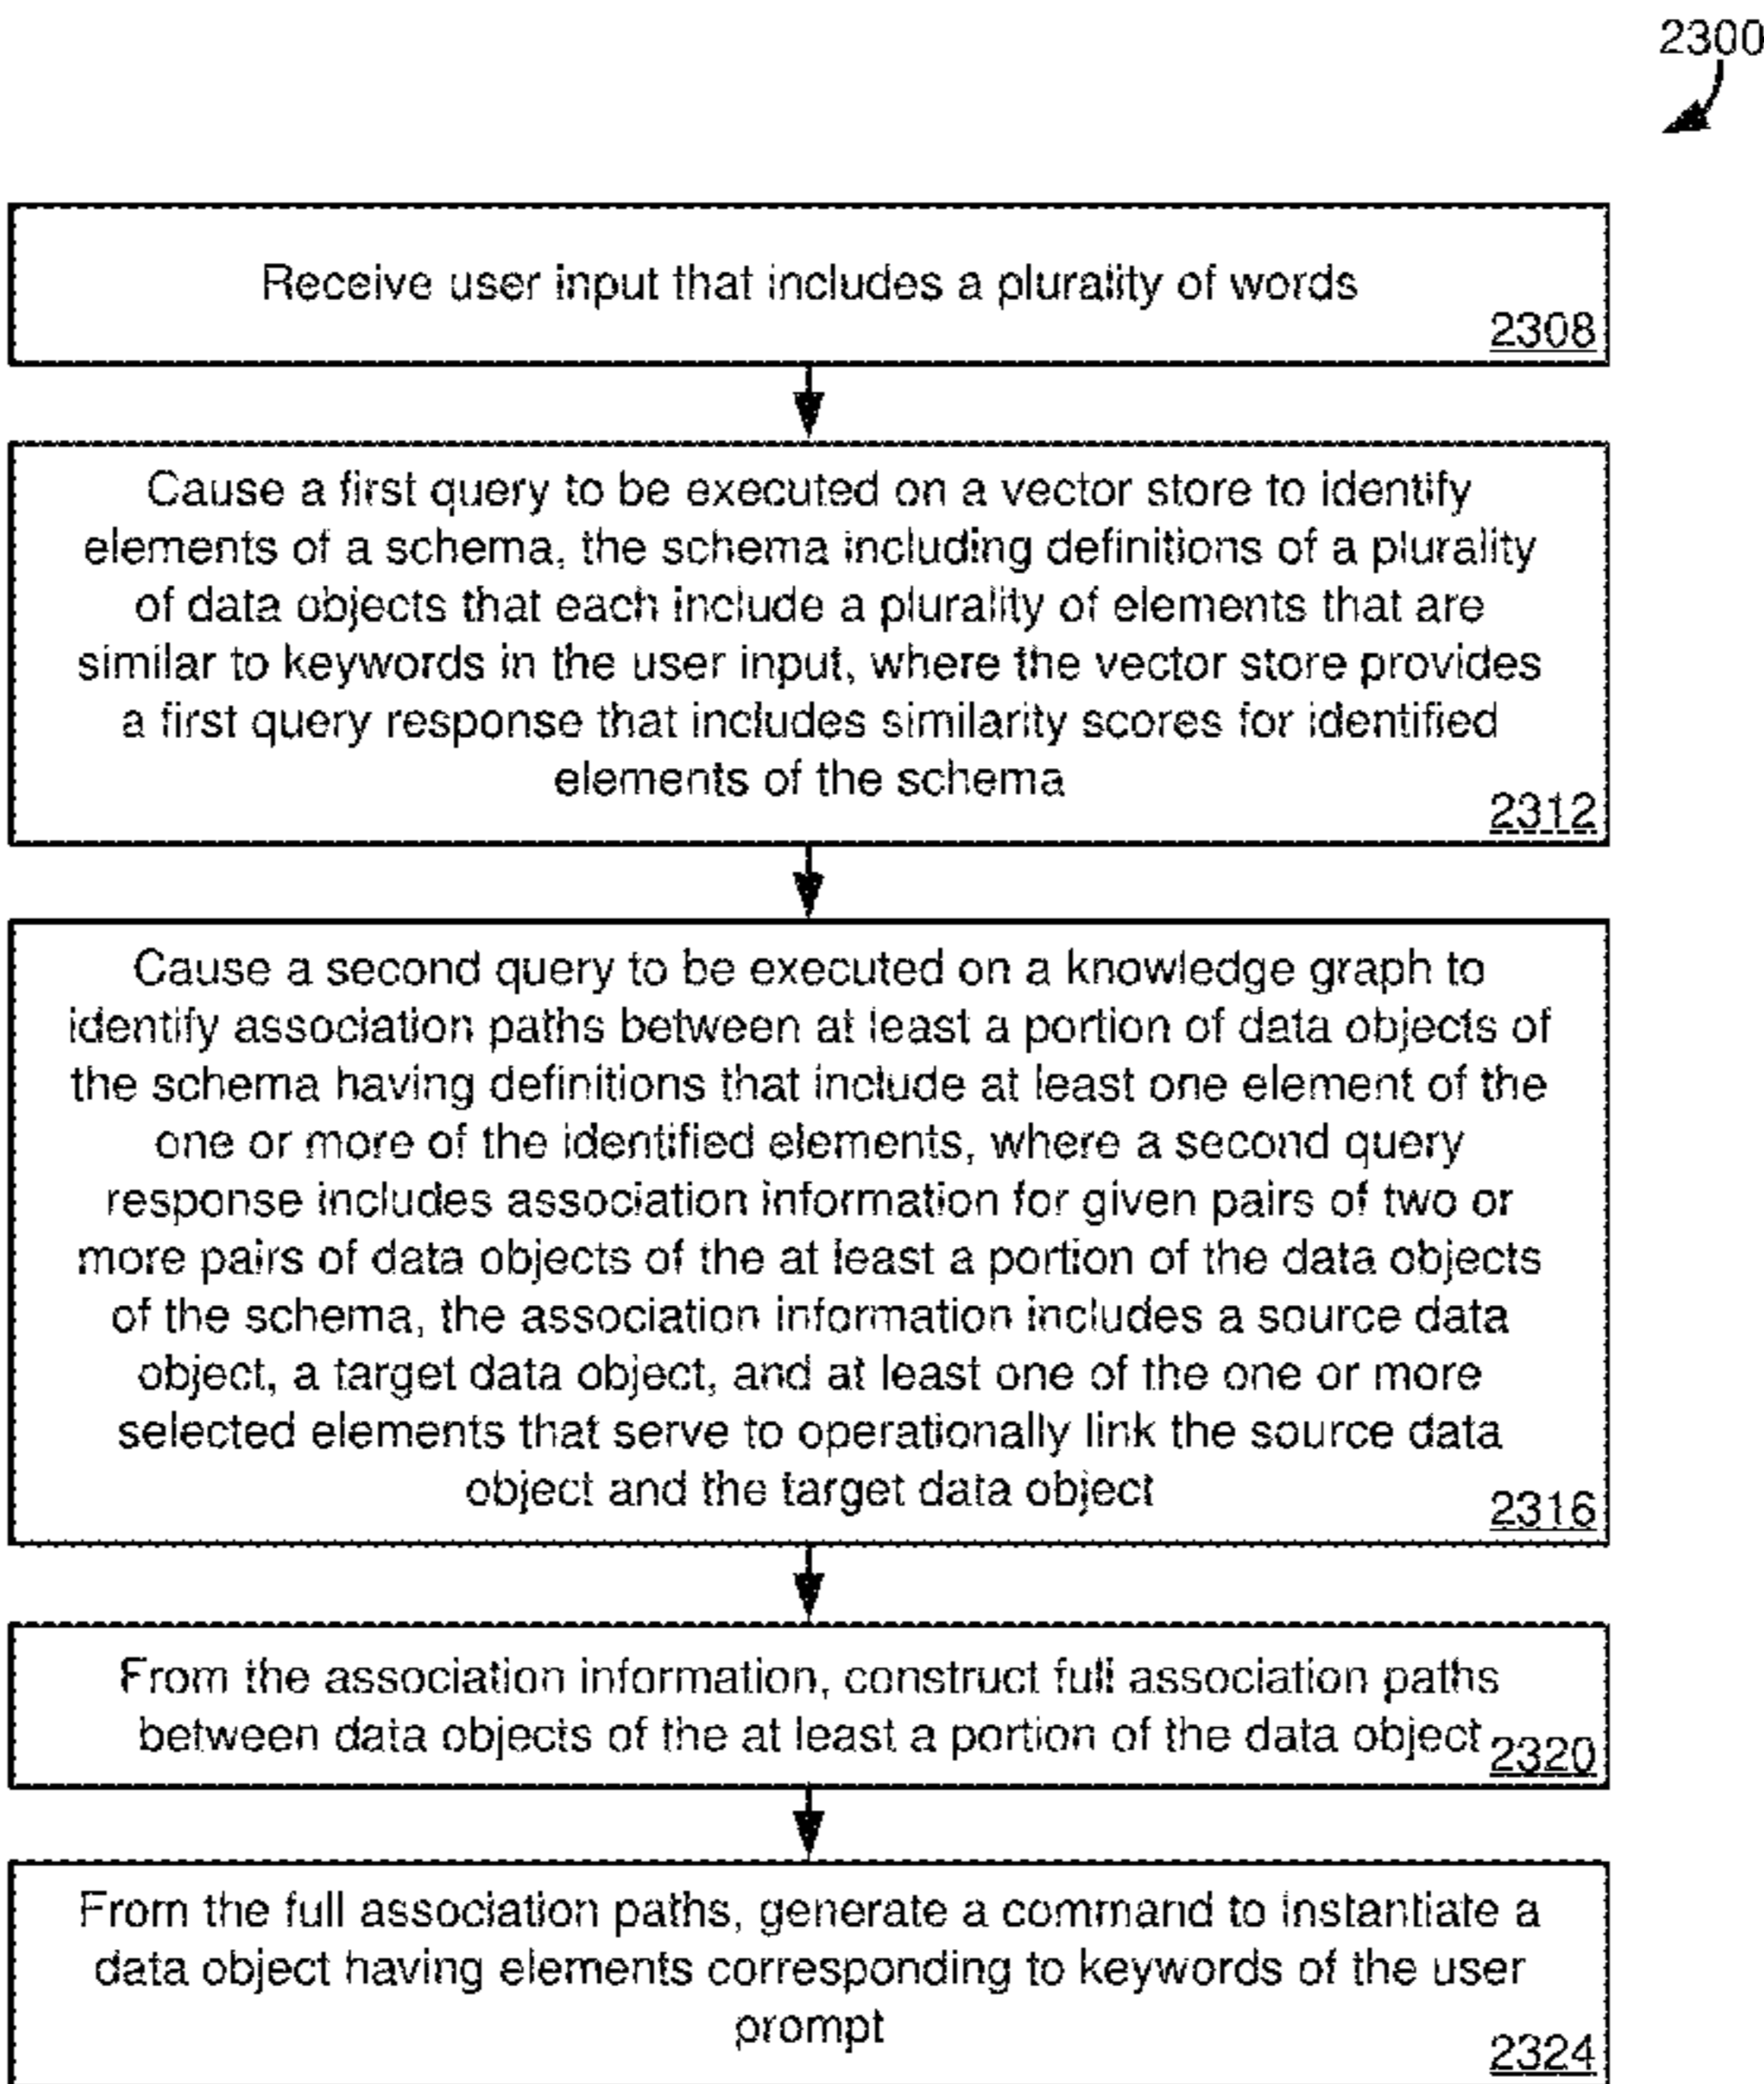 2300
Receive user input that includes a plurality of words
2308
Cause a first query to be executed on a vector store to identify
elements of a schema, the schema including definitions of a plurality
of data objects that each include a plurality of elements that are
similar to keywords in the user input, where the vector store provides
a first query response that includes similarity scores for identified
elements of the schema
2312
Cause a second query to be executed on a knowledge graph to
identify association paths between at least a portion of data objects of
the schema having definitions that include at least one element of the
one or more of the identified elements, where a second query
response includes association information for given pairs of two or
more pairs of data objects of the at least a portion of the data objects
of the schema, the association information includes a source data
object, a target data object, and at least one of the one or more
selected elements that serve to operationally link the source data
object and the target data object
2316
From the association information, construct full association paths
between data objects of the at least a portion of the data object
2320
From the full association paths, generate a command to instantiate a
data object having elements corresponding to keywords of the user
prompt
2324